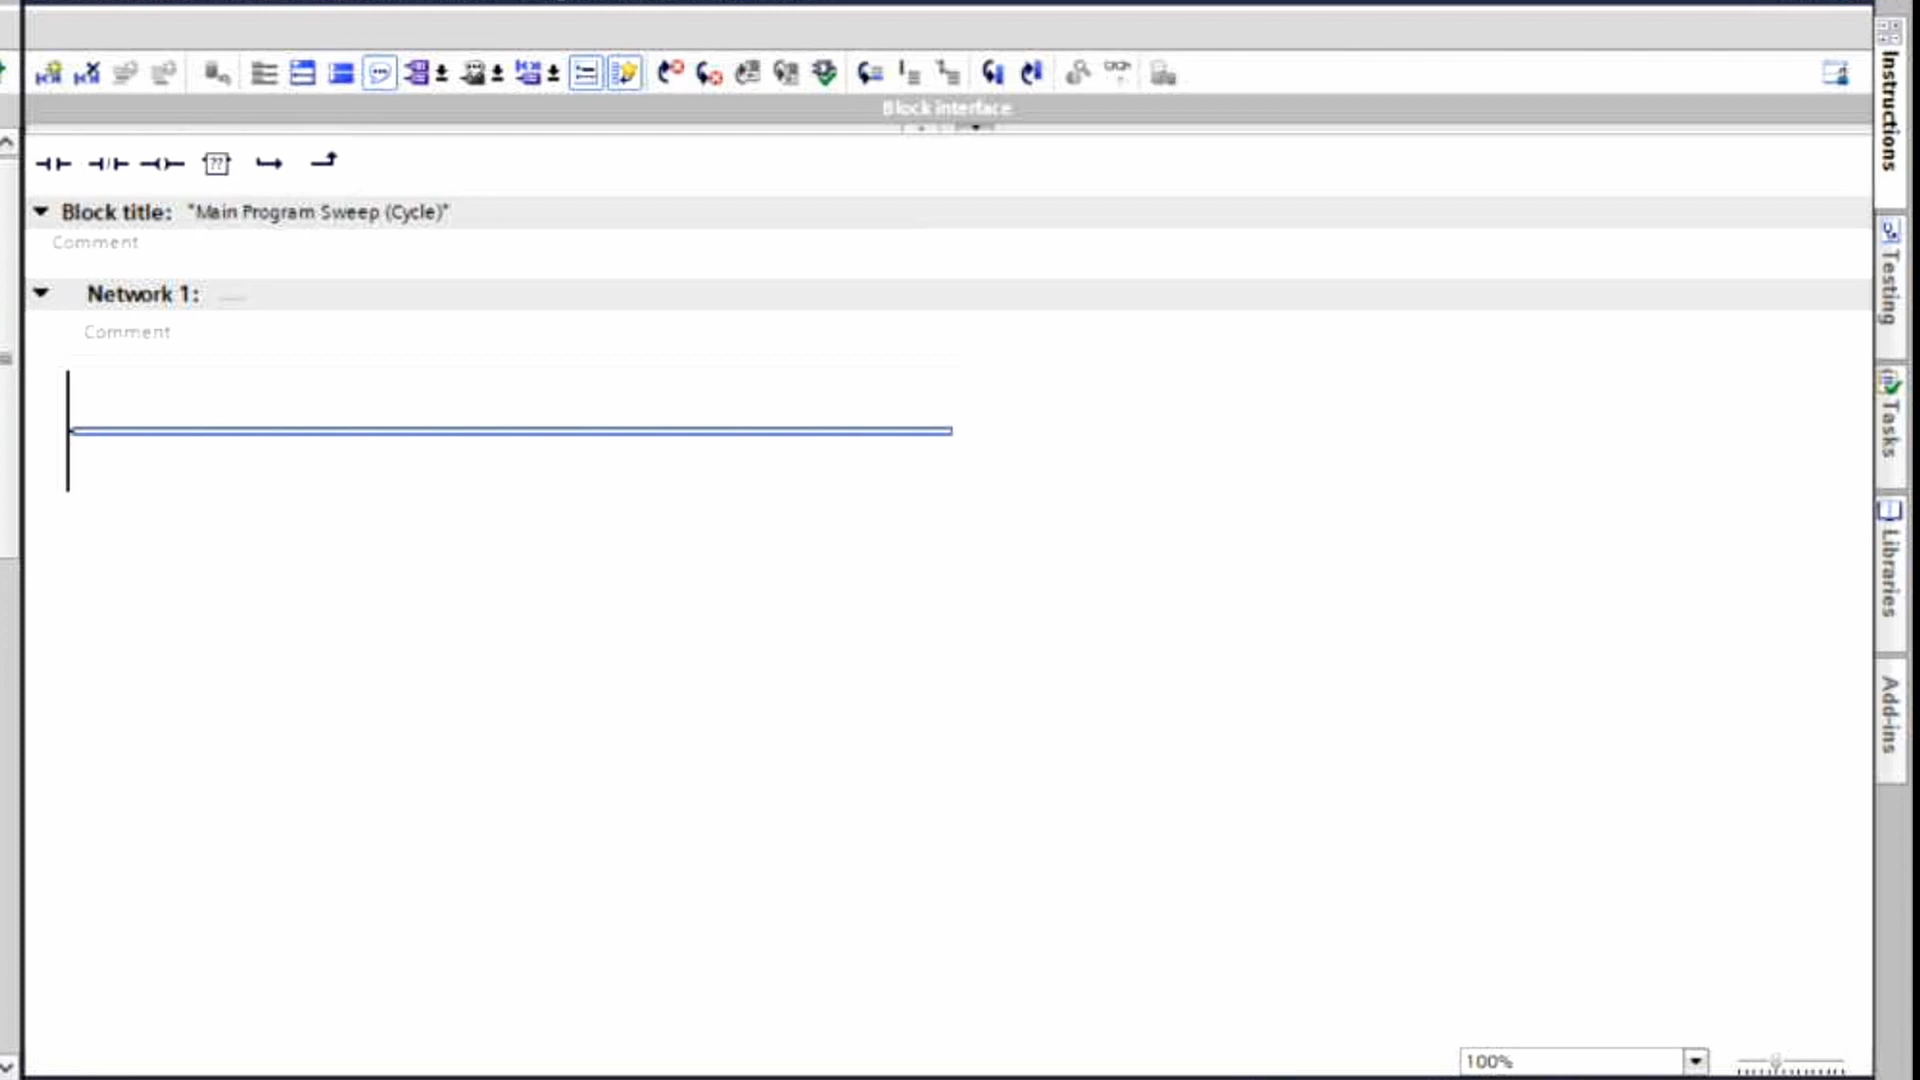 Block interface
??
Block title: "Main Program Sweep (Cycle)"
Comment
Network 1:
Comment
100%
Instructions
Testing
Tasks
Libraries
Add-ins